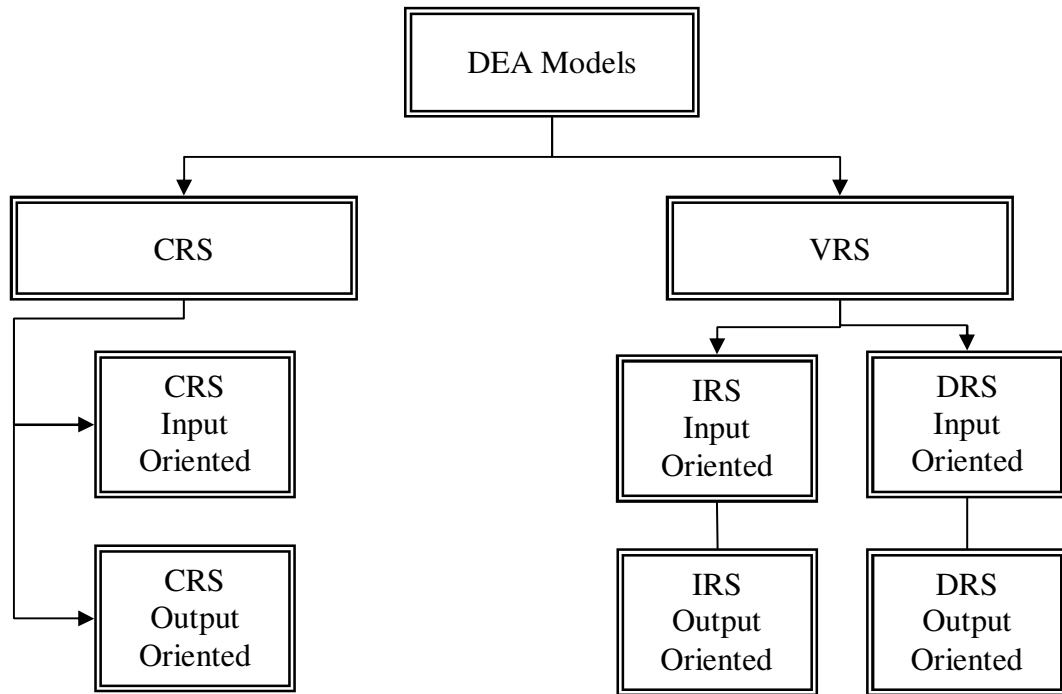 DEA Models
CRS
VRS
CRS
Input
Oriented
IRS
Input
Oriented
DRS
Input
Oriented
CRS
Output
Oriented
IRS
Output
Oriented
DRS
Output
Oriented